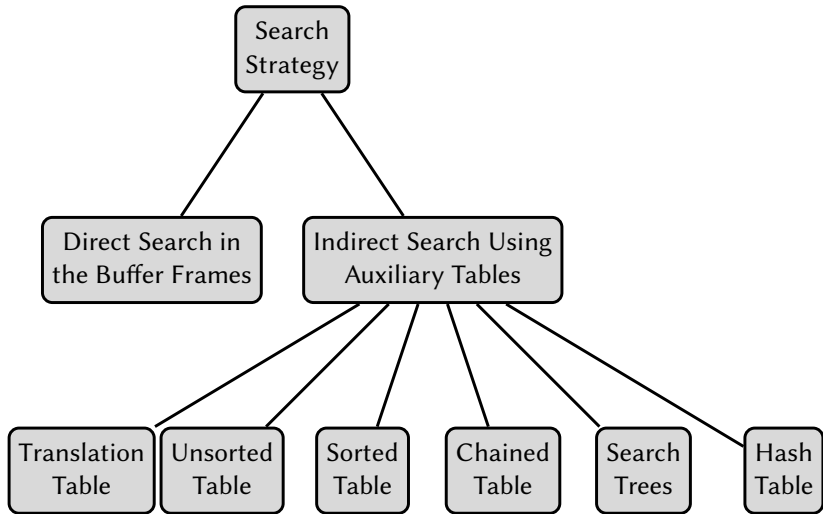 Search
Strategy
Direct Search in
the Buffer Frames
Indirect Search Using
Auxiliary Tables
Translation
Table
Unsorted
Table
Sorted
Table
Chained
Table
Search
Trees
Hash
Table